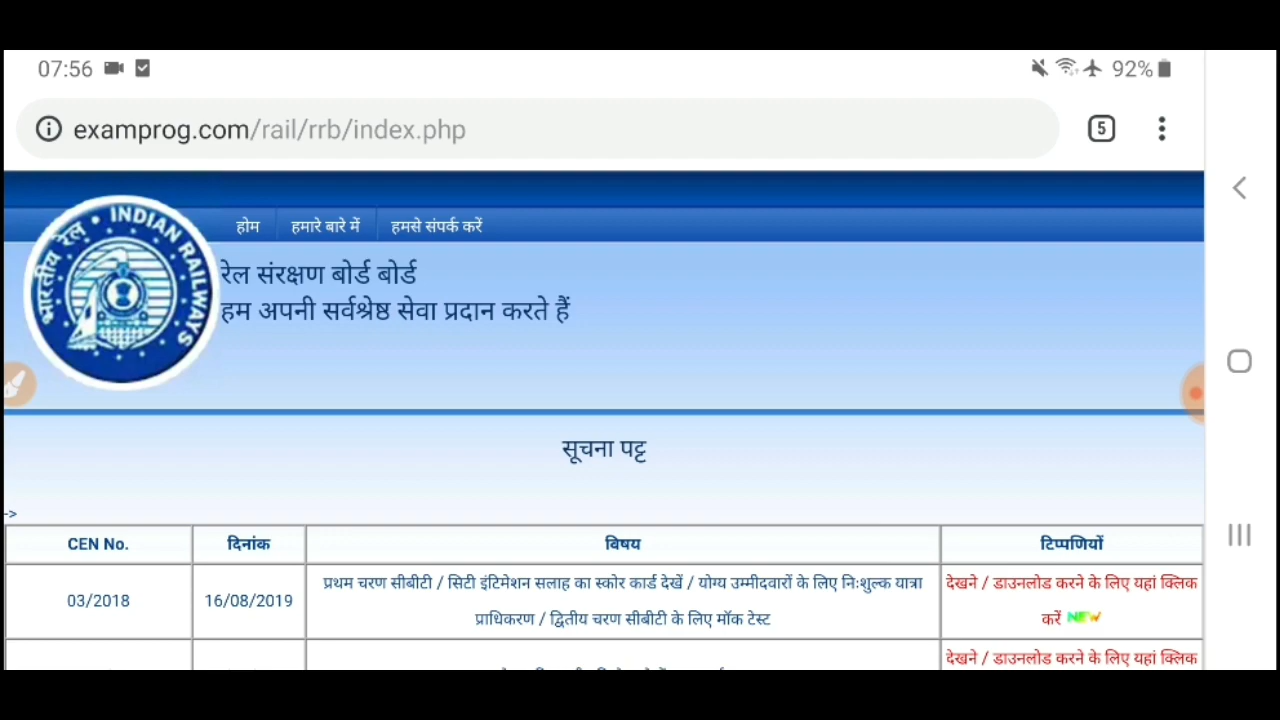 07:56 92%
examprog.com/rail/rrb/index.php 5
भारतीय रेल • INDIAN RAILWAYS
होम हमारे बारे में हमसे संपर्क करें
रेल संरक्षण बोर्ड बोर्ड
हम अपनी सर्वश्रेष्ठ सेवा प्रदान करते हैं
सूचना पट्ट
->
CEN No. दिनांक विषय टिप्पणियों
03/2018 16/08/2019 प्रथम चरण सीबीटी / सिटी इंटिमेशन सलाह का स्कोर कार्ड देखें / योग्य उम्मीदवारों के लिए निःशुल्क यात्रा
प्राधिकरण / द्वितीय चरण सीबीटी के लिए मॉक टेस्ट
देखने / डाउनलोड करने के लिए यहां क्लिक
करें NEW
देखने / डाउनलोड करने के लिए यहां क्लिक